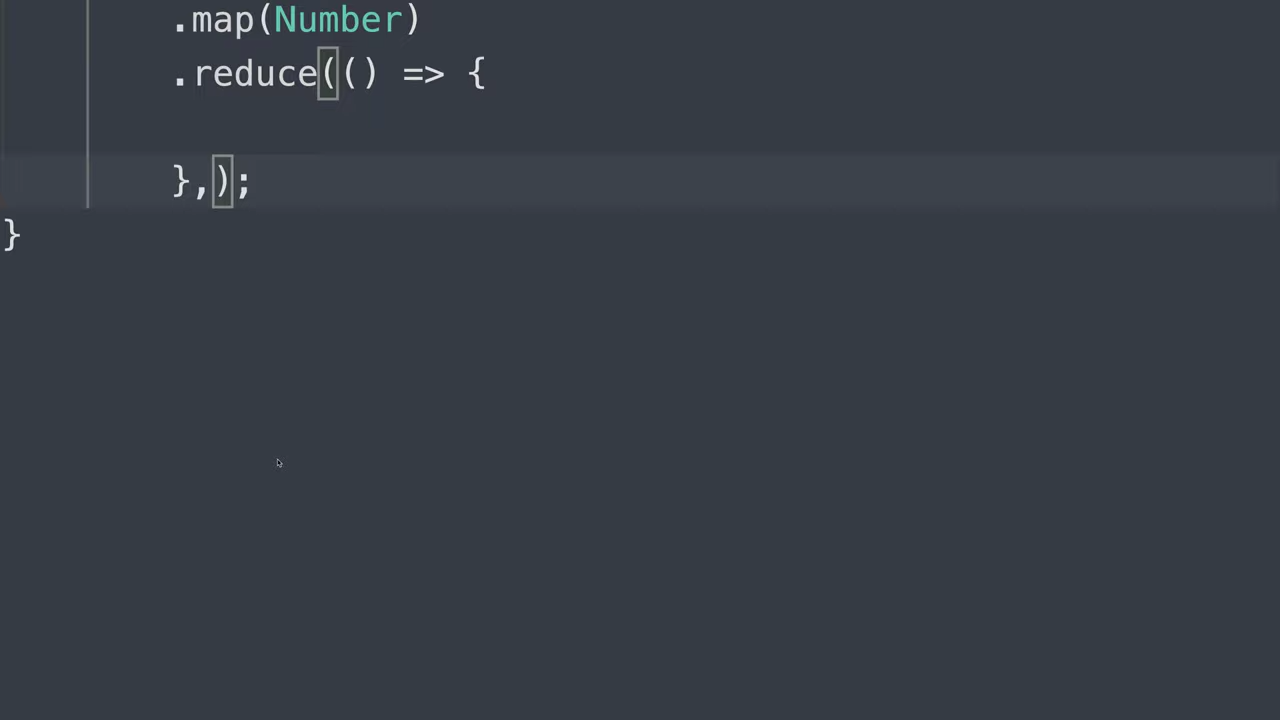 .map(Number)
.reduce(() => {
},);
}